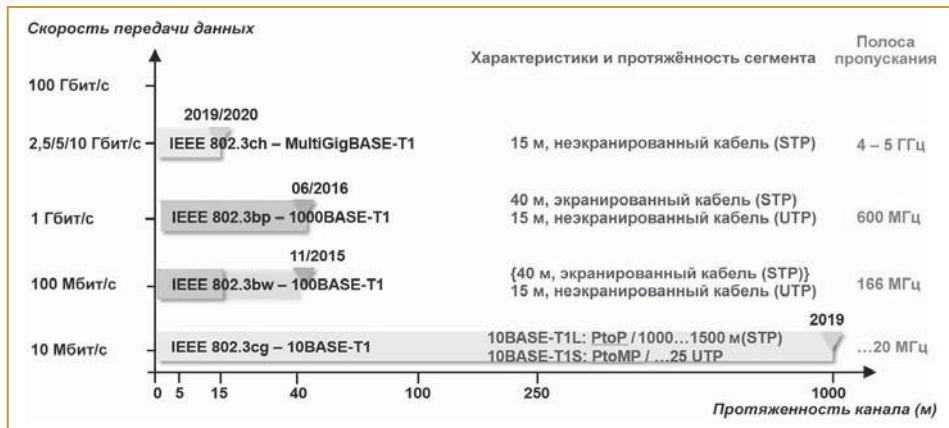 Скорость передачи данных
Характеристики и протяжённость сегмента
Полоса
пропускания
100 Гбит/с
2019/2020
2,5/5/10 Гбит/с
IEEE 802.3ch – MultiGigBASE-T1
15 м, неэкранированный кабель (STP)
4 – 5 ГГц
06/2016
1 Гбит/с
IEEE 802.3bp – 1000BASE-T1
40 м, экранированный кабель (STP)
15 м, неэкранированный кабель (UTP)
600 МГц
11/2015
100 Мбит/с
IEEE 802.3bw – 100BASE-T1
{40 м, экранированный кабель (STP)}
15 м, неэкранированный кабель (UTP)
166 МГц
2019
10 Мбит/с
IEEE 802.3cg – 10BASE-T1
10BASE-T1L: PtoP / 1000...1500 м(STP)
10BASE-T1S: PtoMP / ...25 UTP
...20 МГц
0 5 15 40 100 250 1000
Протяженность канала (м)